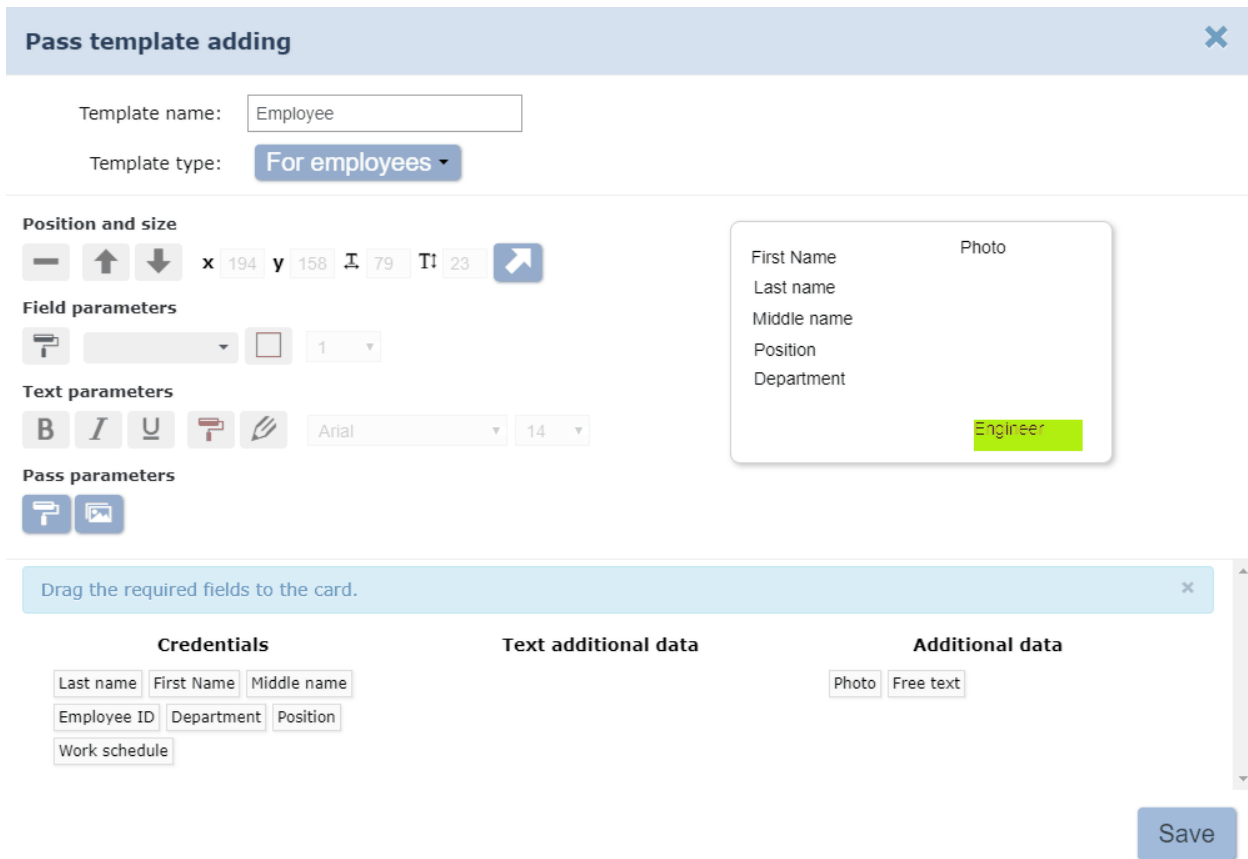 Pass template adding
Template name: Employee
Template type: For employees
Position and size
x 194 y 158 79 23
Field parameters
1
Text parameters
B I U Arial 14
Pass parameters
First Name Photo
Last name
Middle name
Position
Department
Engineer
Drag the required fields to the card.
Credentials Text additional data Additional data
Last name First Name Middle name Photo Free text
Employee ID Department Position
Work schedule
Save